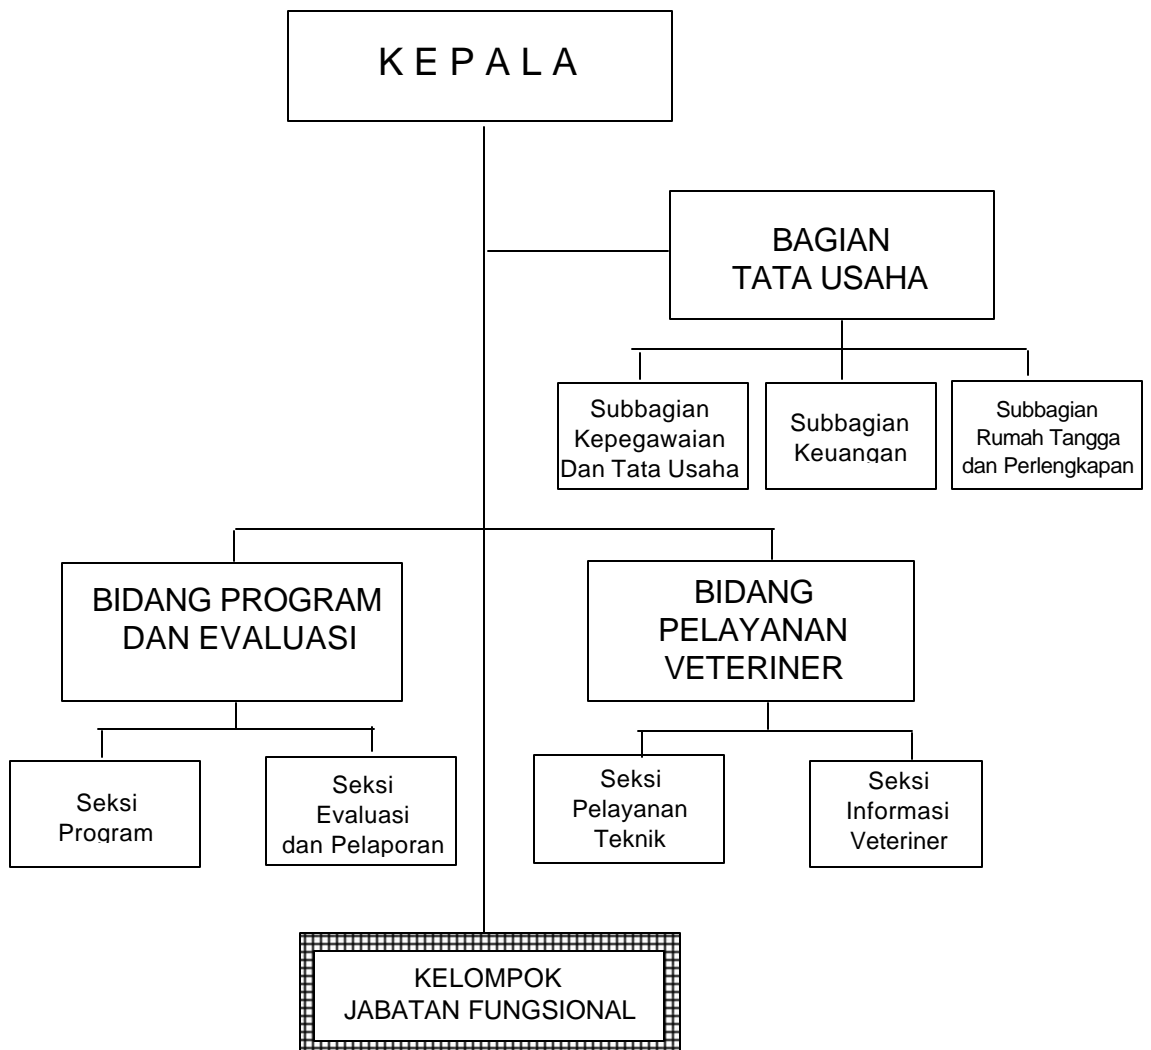 K E P A L A
BAGIAN
TATA USAHA
Subbagian
Kepegawaian
Dan Tata Usaha
Subbagian
Keuangan
Subbagian
Rumah Tangga
dan Perlengkapan
BIDANG PROGRAM
DAN EVALUASI
BIDANG
PELAYANAN
VETERINER
Seksi
Program
Seksi
Evaluasi
dan Pelaporan
Seksi
Pelayanan
Teknik
Seksi
Informasi
Veteriner
KELOMPOK
JABATAN FUNGSIONAL